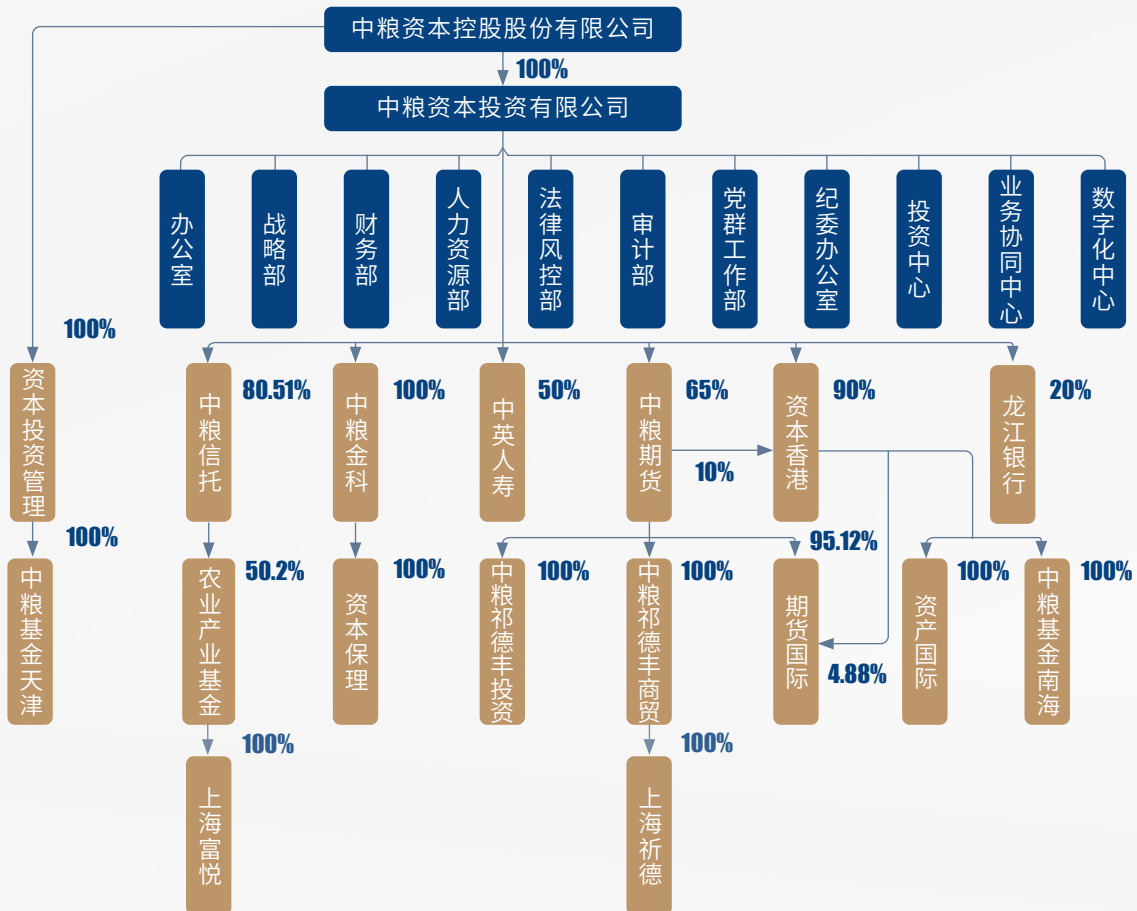 中粮资本控股股份有限公司
100%
中粮资本投资有限公司
办公室
战略部
财务部
人力资源部
法律风控部
审计部
党群工作部
纪委办公室
投资中心
业务协同中心
数字化中心
100%
资本投资管理
中粮信托
80.51%
中粮金科
100%
中英人寿
50%
中粮期货
65%
10%
资本香港
90%
龙江银行
20%
100%
中粮基金天津
农业产业基金
50.2%
资本保理
100%
中粮祁德丰投资
100%
中粮祁德丰商贸
100%
期货国际
95.12%
4.88%
资产国际
100%
中粮基金南海
100%
100%
上海富悦
100%
上海祈德